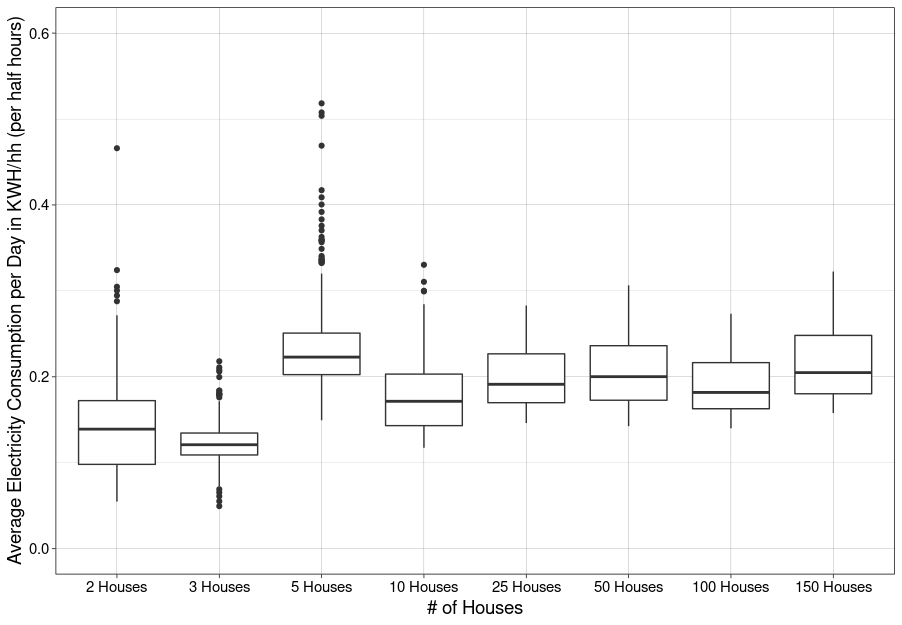 Average Electricity Consumption per Day in KWH/hh (per half hours)
0.6
0.4
0.2
0.0
2 Houses 3 Houses 5 Houses 10 Houses 25 Houses 50 Houses 100 Houses 150 Houses
# of Houses